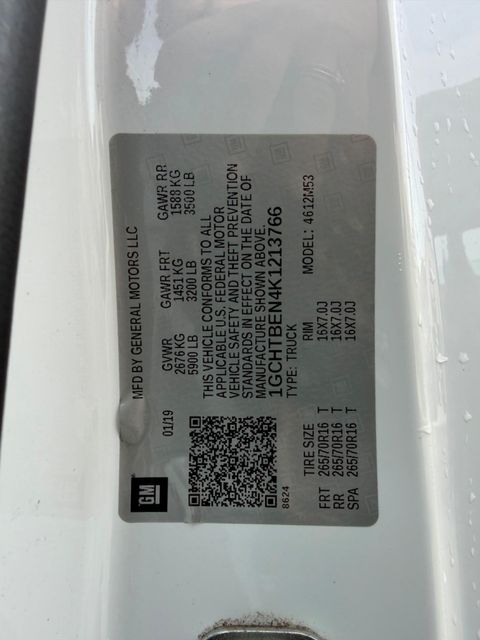 GM
MFD BY GENERAL MOTORS LLC
01/19
GVWR GAWR FRT GAWR RR
2676 KG 1451 KG 1588 KG
5900 LB 3200 LB 3500 LB
THIS VEHICLE CONFORMS TO ALL
APPLICABLE U.S. FEDERAL MOTOR
VEHICLE SAFETY AND THEFT PREVENTION
STANDARDS IN EFFECT ON THE DATE OF
MANUFACTURE SHOWN ABOVE.
1GCHTBEN4K1213766
TYPE: TRUCK MODEL: 4612M53
8624
TIRE SIZE RIM
FRT 265/70R16 T 16X7.0J
RR 265/70R16 T 16X7.0J
SPA 265/70R16 T 16X7.0J